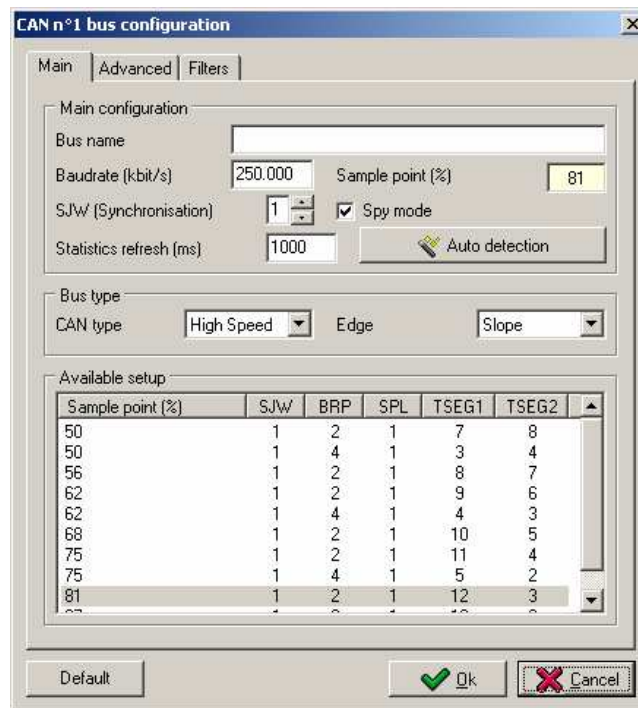 CAN n°1 bus configuration
Main Advanced Filters
Main configuration
Bus name
Baudrate (kbit/s) 250.000 Sample point (%) 81
SJW (Synchronisation) 1 Spy mode
Statistics refresh (ms) 1000 Auto detection
Bus type
CAN type High Speed Edge Slope
Available setup
Sample point (%) SJW BRP SPL TSEG1 TSEG2
50 1 2 1 7 8
50 1 4 1 3 4
56 1 2 1 8 7
62 1 2 1 9 6
62 1 4 1 4 3
68 1 2 1 10 5
75 1 2 1 11 4
75 1 4 1 5 2
81 1 2 1 12 3
Default Ok Cancel